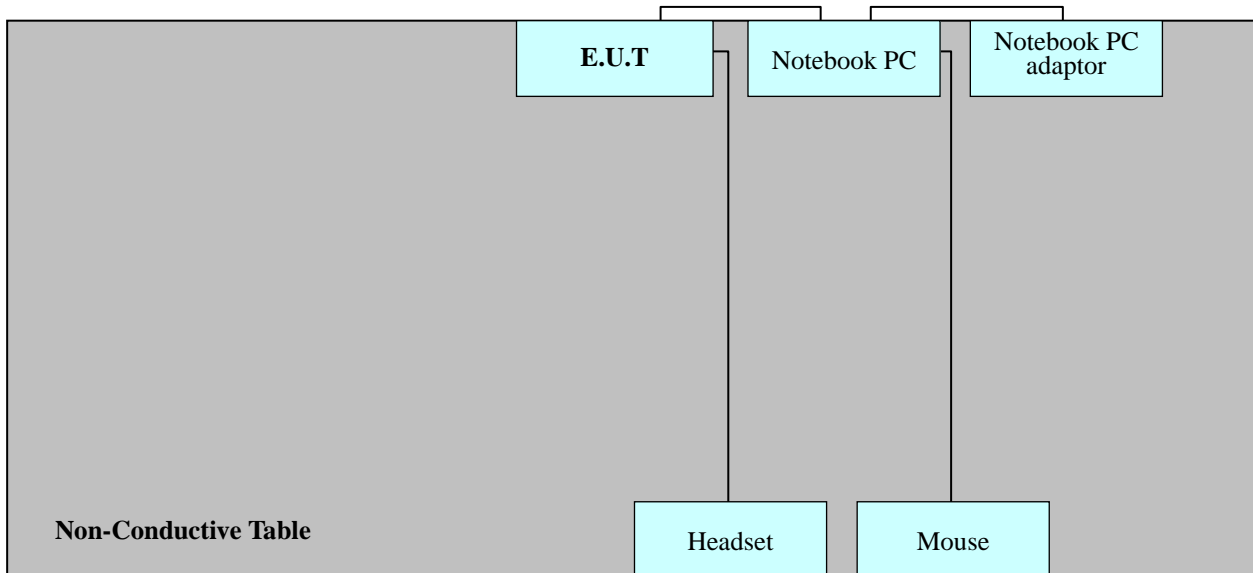 E.U.T
Notebook PC
Notebook PC
adaptor
Non-Conductive Table
Headset
Mouse